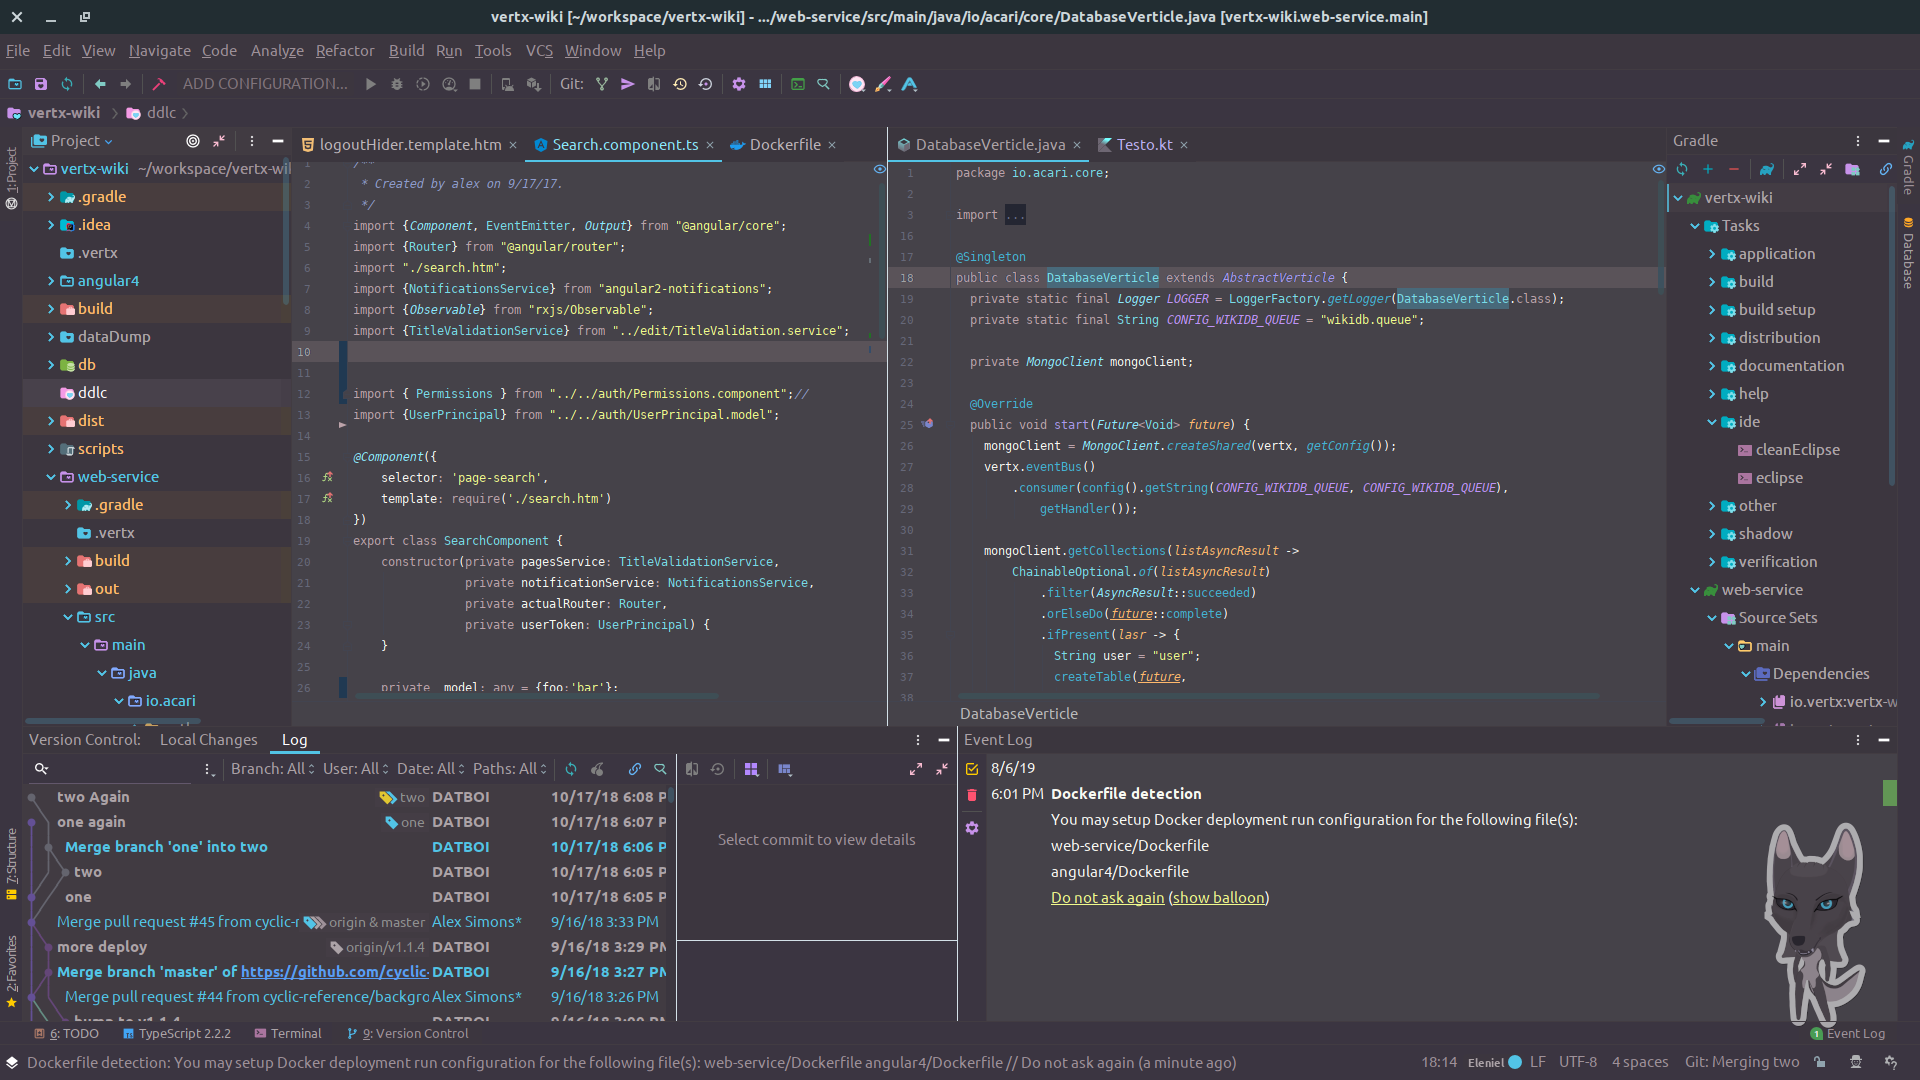 vertx-wiki [~/workspace/vertx-wiki] - .../web-service/src/main/java/io/acari/core/DatabaseVerticle.java [vertx-wiki.web-service.main]
File Edit View Navigate Code Analyze Refactor Build Run Tools VCS Window Help
ADD CONFIGURATION... Git:
vertx-wiki ddlc
1: Project
Project
vertx-wiki ~/workspace/vertx-wi
.gradle
.idea
.vertx
angular4
build
dataDump
db
ddlc
dist
scripts
web-service
.gradle
.vertx
build
out
src
main
java
io.acari
logoutHider.template.htm
Search.component.ts
Dockerfile
1 /**
2 * Created by alex on 9/17/17.
3 */
4 import {Component, EventEmitter, Output} from "@angular/core";
5 import {Router} from "@angular/router";
6 import "./search.htm";
7 import {NotificationsService} from "angular2-notifications";
8 import {Observable} from "rxjs/Observable";
9 import {TitleValidationService} from "../edit/TitleValidation.service";
10
11
12 import { Permissions } from "../../auth/Permissions.component";//
13 import {UserPrincipal} from "../../auth/UserPrincipal.model";
14
15 @Component({
16 selector: 'page-search',
17 template: require('./search.htm')
18 })
19 export class SearchComponent {
20 constructor(private pagesService: TitleValidationService,
21 private notificationService: NotificationsService,
22 private actualRouter: Router,
23 private userToken: UserPrincipal) {
24 }
25
26 private _model: any = {foo:'bar'};
DatabaseVerticle.java
Testo.kt
1 package io.acari.core;
2
3 import ...
16
17 @Singleton
18 public class DatabaseVerticle extends AbstractVerticle {
19 private static final Logger LOGGER = LoggerFactory.getLogger(DatabaseVerticle.class);
20 private static final String CONFIG_WIKIDB_QUEUE = "wikidb.queue";
21
22 private MongoClient mongoClient;
23
24 @Override
25 public void start(Future<Void> future) {
26 mongoClient = MongoClient.createShared(vertx, getConfig());
27 vertx.eventBus()
28 .consumer(config().getString(CONFIG_WIKIDB_QUEUE, CONFIG_WIKIDB_QUEUE),
29 getHandler());
30
31 mongoClient.getCollections(listAsyncResult ->
32 ChainableOptional.of(listAsyncResult)
33 .filter(AsyncResult::succeeded)
34 .orElseDo(future::complete)
35 .ifPresent(lasr -> {
36 String user = "user";
37 createTable(future,
38
DatabaseVerticle
Gradle
vertx-wiki
Tasks
application
build
build setup
distribution
documentation
help
ide
cleanEclipse
eclipse
other
shadow
verification
web-service
Source Sets
main
Dependencies
io.vertx:vertx-w
Gradle
Database
Version Control: Local Changes Log
Branch: All User: All Date: All Paths: All
two Again two DATBOI 10/17/18 6:08 P
one again one DATBOI 10/17/18 6:07 P
Merge branch 'one' into two DATBOI 10/17/18 6:06 P
two DATBOI 10/17/18 6:05 P
one DATBOI 10/17/18 6:05 P
Merge pull request #45 from cyclic-r origin & master Alex Simons* 9/16/18 3:33 PM
more deploy origin/v1.1.4 DATBOI 9/16/18 3:29 PM
Merge branch 'master' of https://github.com/cyclic- DATBOI 9/16/18 3:27 PM
Merge pull request #44 from cyclic-reference/backgro Alex Simons* 9/16/18 3:26 PM
bump to v1.1.4 DATBOI
Select commit to view details
7: Structure
2: Favorites
Event Log
8/6/19
6:01 PM Dockerfile detection
You may setup Docker deployment run configuration for the following file(s):
web-service/Dockerfile
angular4/Dockerfile
Do not ask again (show balloon)
6: TODO TypeScript 2.2.2 Terminal 9: Version Control 1 Event Log
Dockerfile detection: You may setup Docker deployment run configuration for the following file(s): web-service/Dockerfile angular4/Dockerfile // Do not ask again (a minute ago) 18:14 Eleniel LF UTF-8 4 spaces Git: Merging two